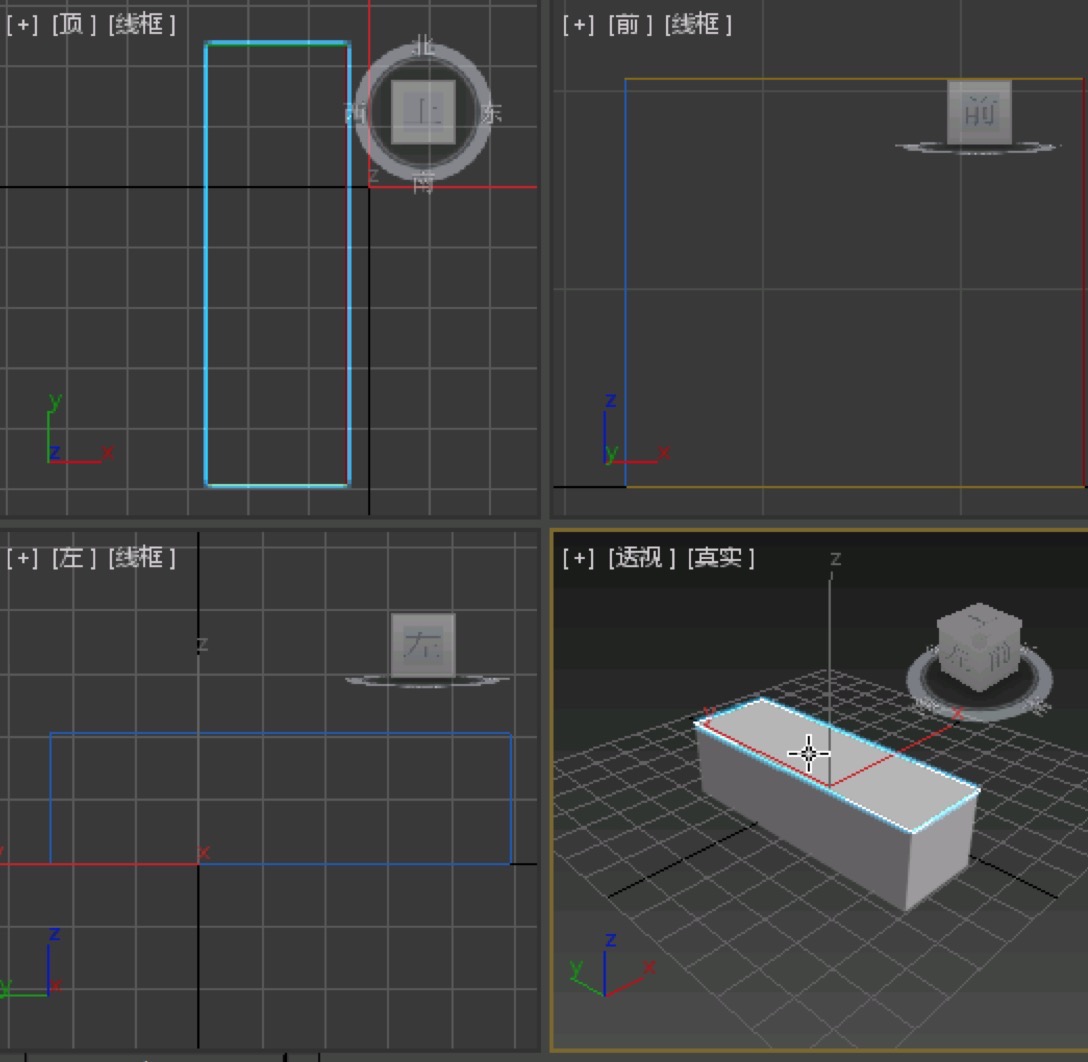 [+] [顶 ] [线框 ]
北
西 上 东
z
南
y
z x
[+] [前 ] [线框 ]
前
z
y x
[+] [左 ] [线框 ]
z
左
y x
z
y x
[+] [透视 ] [真实 ]
z
上
左 前
x
y
z
y x